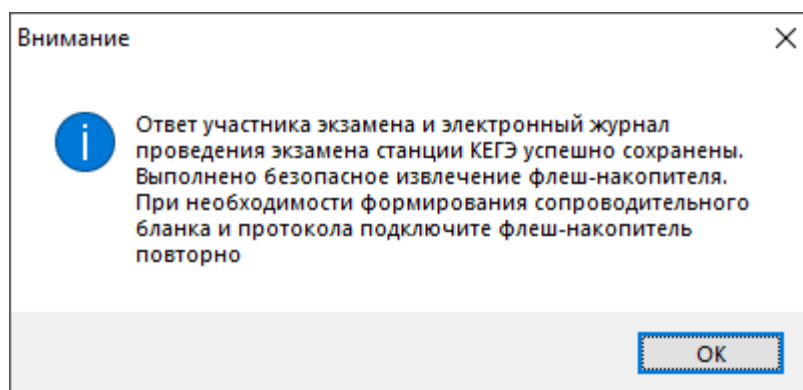 Внимание
Ответ участника экзамена и электронный журнал
проведения экзамена станции КЕГЭ успешно сохранены.
Выполнено безопасное извлечение флеш-накопителя.
При необходимости формирования сопроводительного
бланка и протокола подключите флеш-накопитель
повторно
ОК